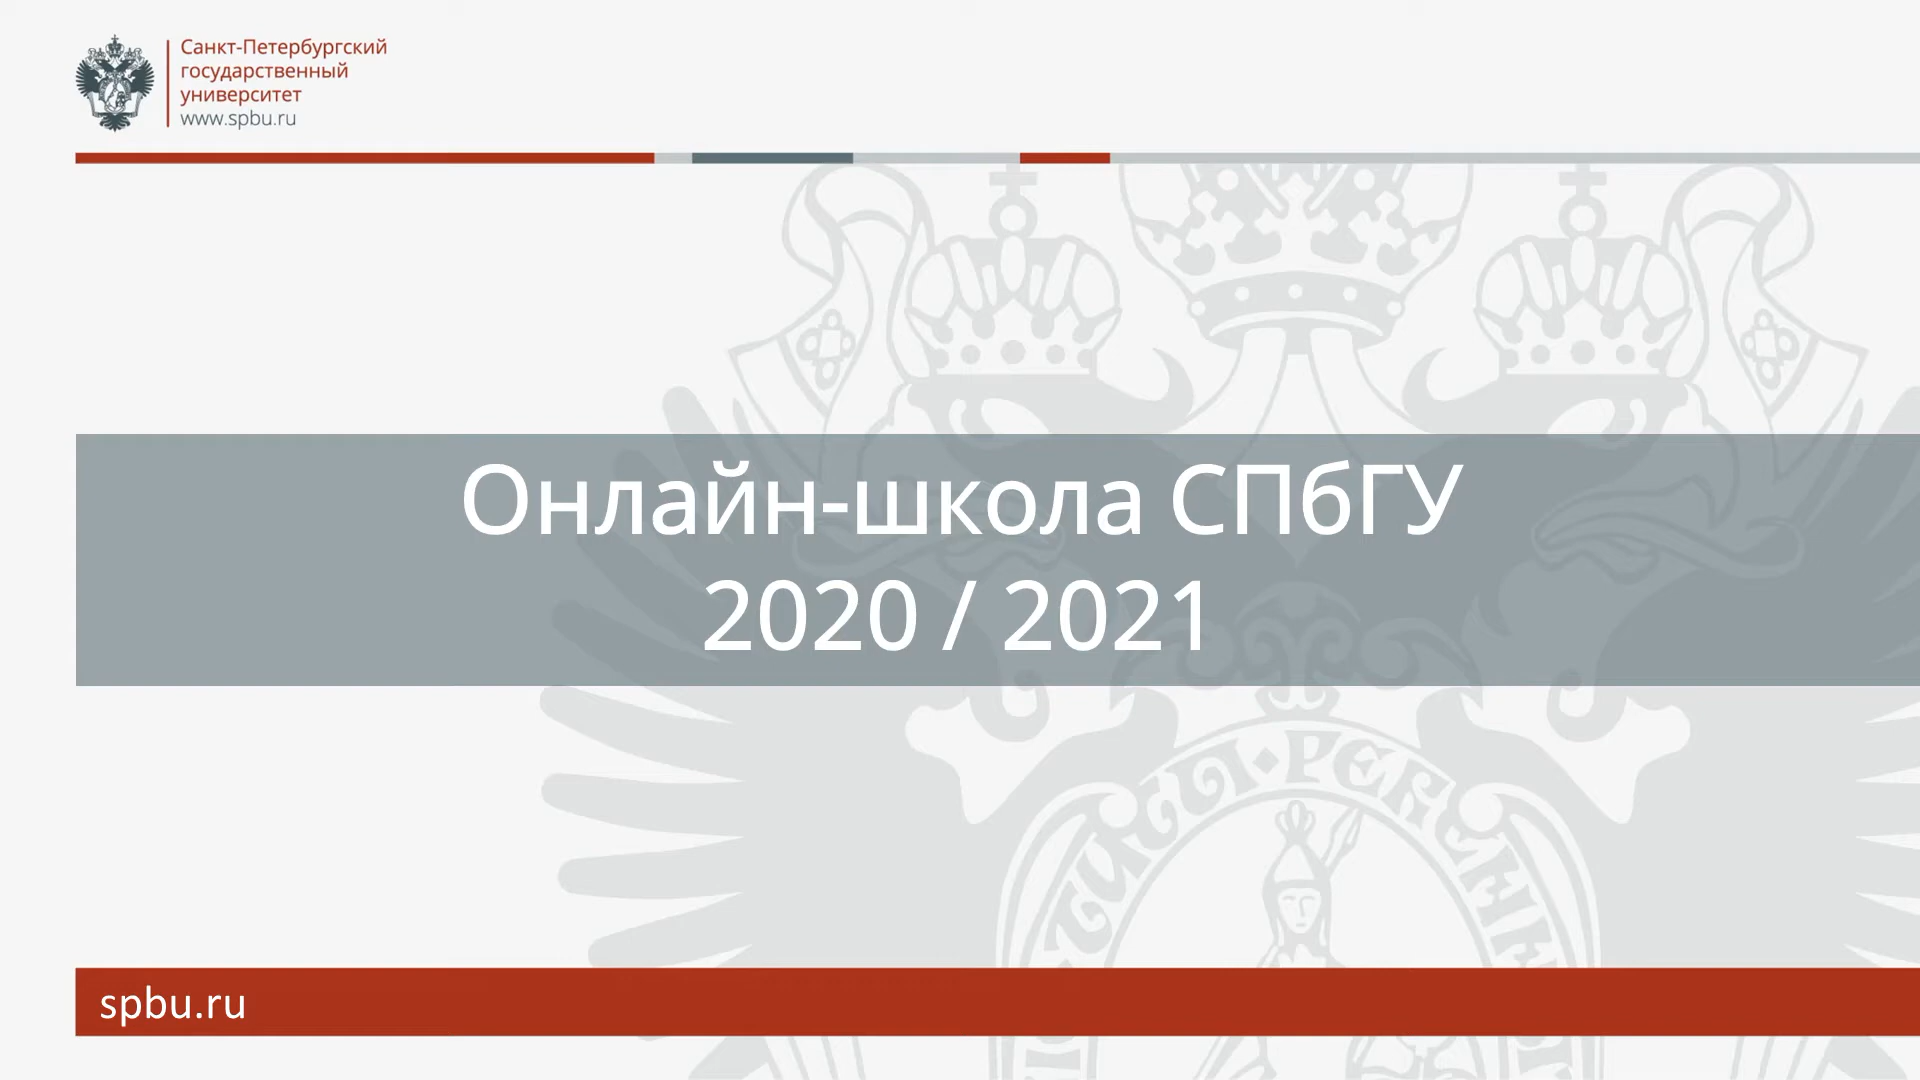 Санкт-Петербургский
государственный
университет
www.spbu.ru
Онлайн-школа СПбГУ
2020 / 2021
spbu.ru